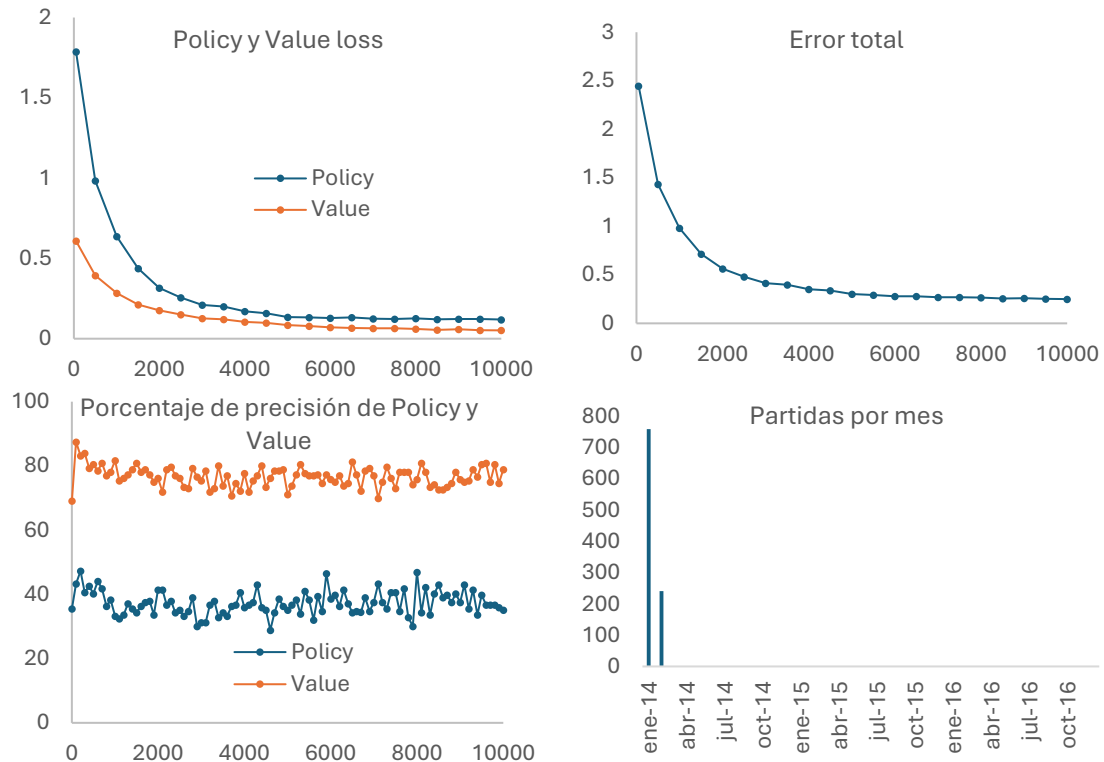 Policy y Value loss
2
1.5
1
0.5
0
Policy
Value
0 2000 4000 6000 8000 10000
Error total
3
2.5
2
1.5
1
0.5
0
0 2000 4000 6000 8000 10000
Porcentaje de precisión de Policy y
Value
100
80
60
40
20
0
Policy
Value
0 2000 4000 6000 8000 10000
Partidas por mes
800
700
600
500
400
300
200
100
0
ene-14 abr-14 jul-14 oct-14 ene-15 abr-15 jul-15 oct-15 ene-16 abr-16 jul-16 oct-16